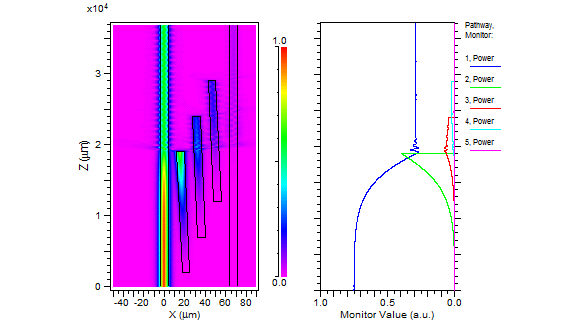 x10⁴
3
2
1
0
Z (µm)
-40 -20 0 20 40 60 80
X (µm)
1.0
0.0
1.0 0.5 0.0
Monitor Value (a.u.)
Pathway,
Monitor:
1, Power
2, Power
3, Power
4, Power
5, Power